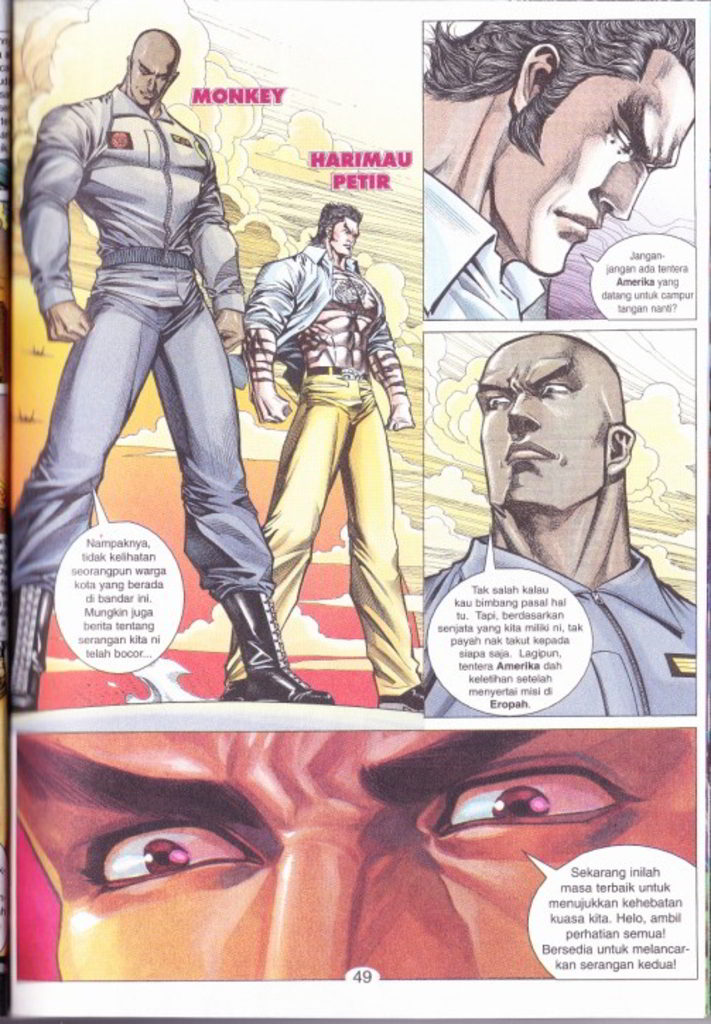 MONKEY
HARIMAU
PETIR
Jangan-
jangan ada tentera
Amerika yang
datang untuk campur
tangan nanti?
Nampaknya,
tidak kelihatan
seorangpun warga
kota yang berada
di bandar ini.
Mungkin juga
berita tentang
serangan kita ni
telah bocor...
Tak salah kalau
kau bimbang pasal hal
tu. Tapi, berdasarkan
senjata yang kita miliki ni, tak
payah nak takut kepada
siapa saja. Lagipun,
tentera Amerika dah
keletihan setelah
menyertai misi di
Eropah.
Sekarang inilah
masa terbaik untuk
menujukkan kehebatan
kuasa kita. Helo, ambil
perhatian semua!
Bersedia untuk melancar-
kan serangan kedua!
49